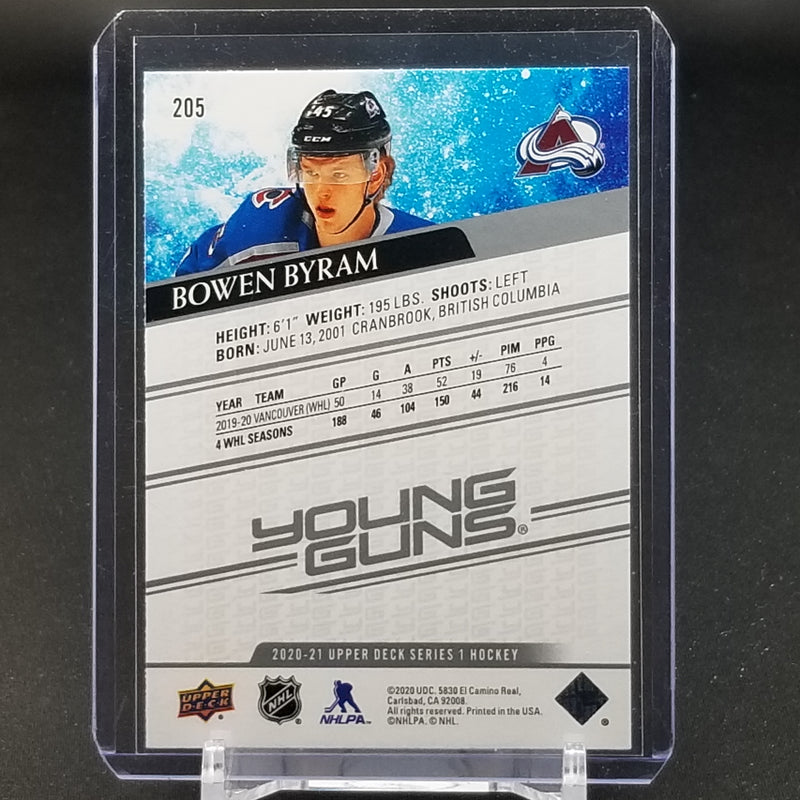 205
45
CCM
A
BOWEN BYRAM
HEIGHT: 6'1" WEIGHT: 195 LBS. SHOOTS: LEFT
BORN: JUNE 13, 2001 CRANBROOK, BRITISH COLUMBIA
YEAR TEAM GP G A PTS +/- PIM PPG
2019-20 VANCOUVER (WHL) 50 14 38 52 19 76 4
4 WHL SEASONS 188 46 104 150 44 216 14
YOUNG
GUNS®
2020-21 UPPER DECK SERIES 1 HOCKEY
UPPER
DECK
®
NHL
®
NHLPA™
©2020 UDC. 5830 El Camino Real,
Carlsbad, CA 92008.
All rights reserved. Printed in the USA.
©NHLPA. © NHL.
®